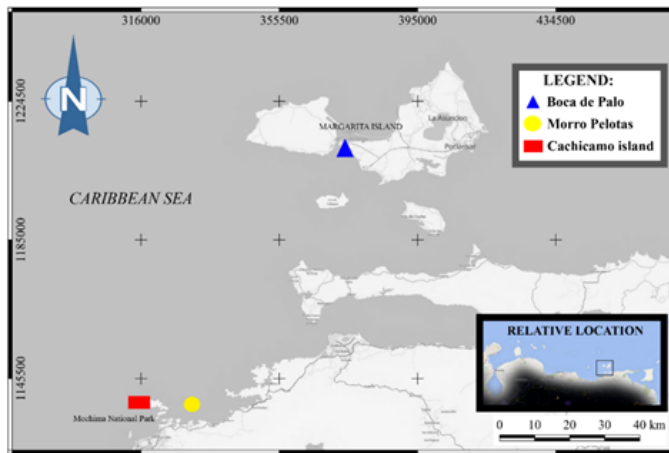 316000 355500 395000 434500
1224500
1185000
1145500
N
LEGEND:
Boca de Palo
Morro Pelotas
Cachicamo island
MARGARITA ISLAND
La Asunción
Porlamar
CARIBBEAN SEA
Mochima National Park
RELATIVE LOCATION
0 10 20 30 40 km